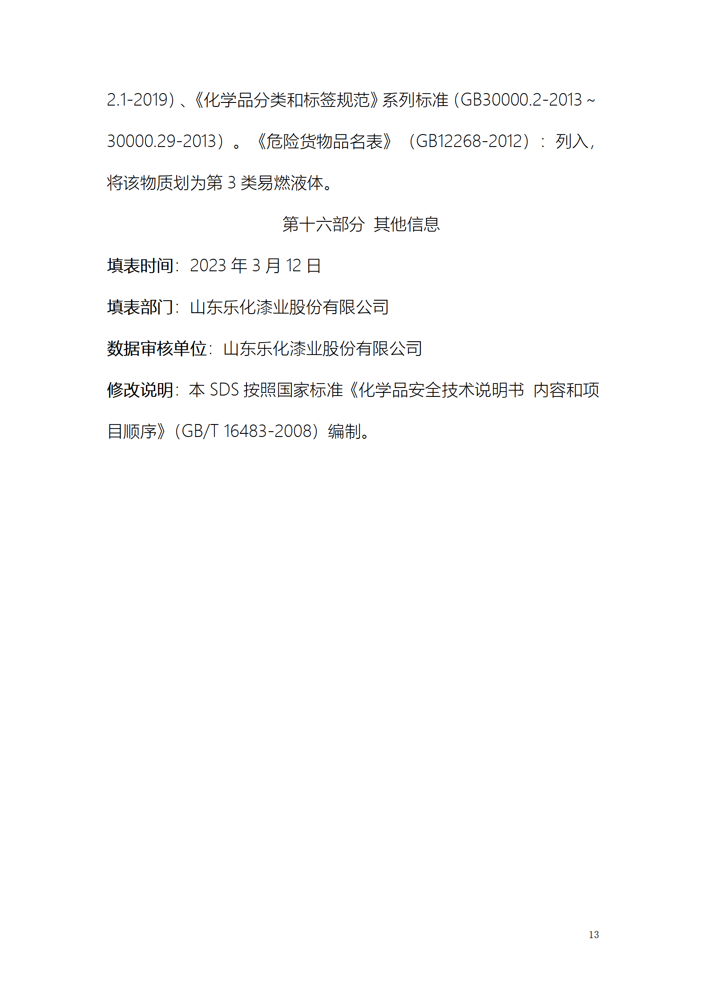 2.1-2019）、《化学品分类和标签规范》系列标准（GB30000.2-2013～
30000.29-2013）。《危险货物品名表》（GB12268-2012）：列入，
将该物质划为第 3 类易燃液体。
第十六部分 其他信息
填表时间：2023 年 3 月 12 日
填表部门：山东乐化漆业股份有限公司
数据审核单位：山东乐化漆业股份有限公司
修改说明：本 SDS 按照国家标准《化学品安全技术说明书 内容和项
目顺序》（GB/T 16483-2008）编制。
13